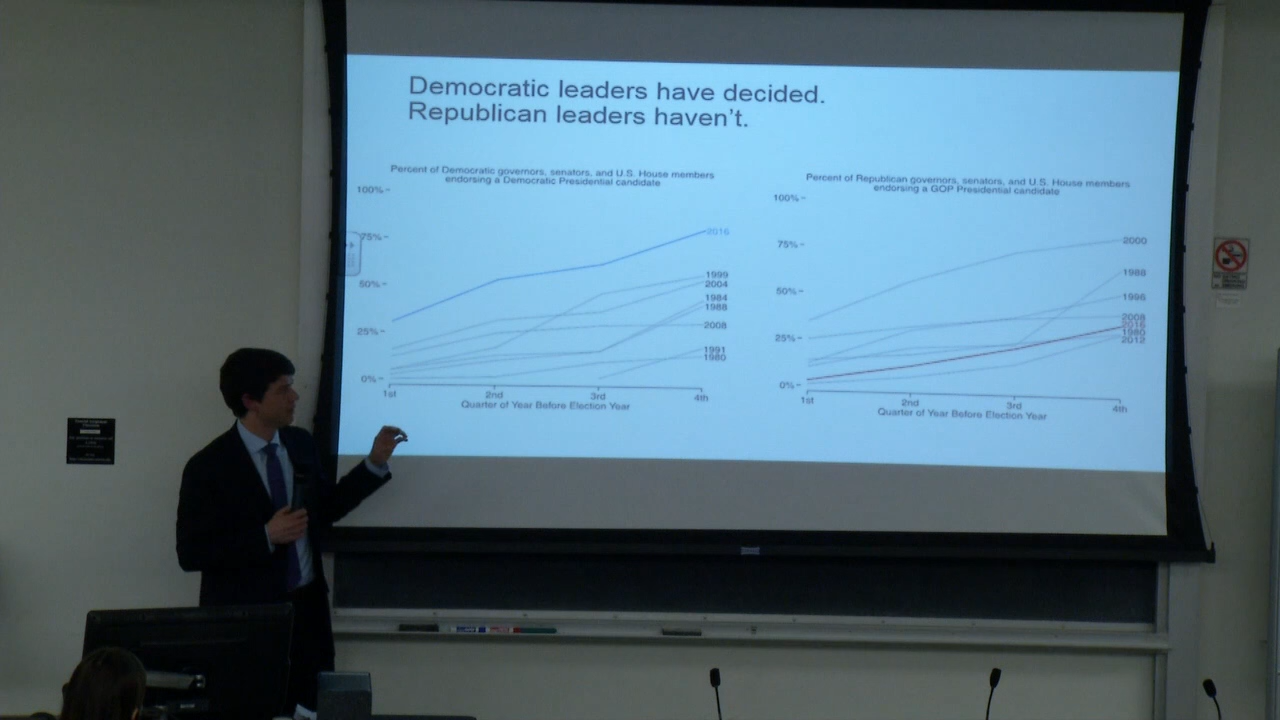 Democratic leaders have decided.
Republican leaders haven't.
Percent of Democratic governors, senators, and U.S. House members
endorsing a Democratic Presidential candidate
100%
75%
50%
25%
0%
2016
1999
2004
1984
1988
2008
1991
1980
1st
2nd
3rd
4th
Quarter of Year Before Election Year
Percent of Republican governors, senators, and U.S. House members
endorsing a GOP Presidential candidate
100%
75%
50%
25%
0%
2000
1988
1996
2008
2016
1980
2012
1st
2nd
3rd
4th
Quarter of Year Before Election Year